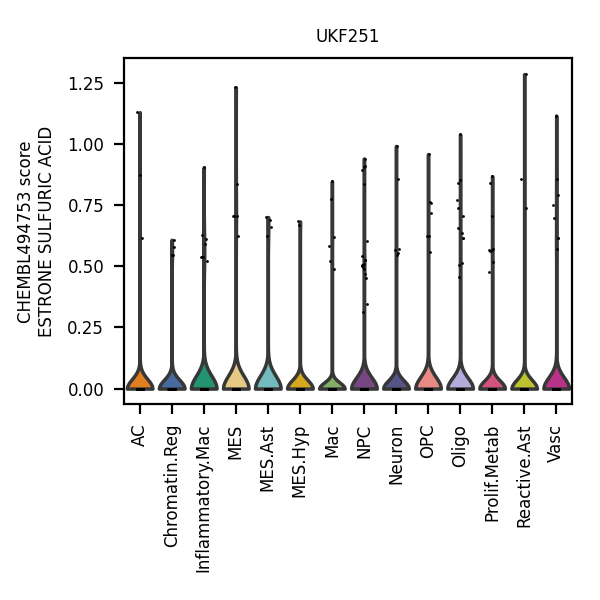 UKF251
CHEMBL494753 score
ESTRONE SULFURIC ACID
1.25
1.00
0.75
0.50
0.25
0.00
AC
Chromatin.Reg
Inflammatory.Mac
MES
MES.Ast
MES.Hyp
Mac
NPC
Neuron
OPC
Oligo
Prolif.Metab
Reactive.Ast
Vasc